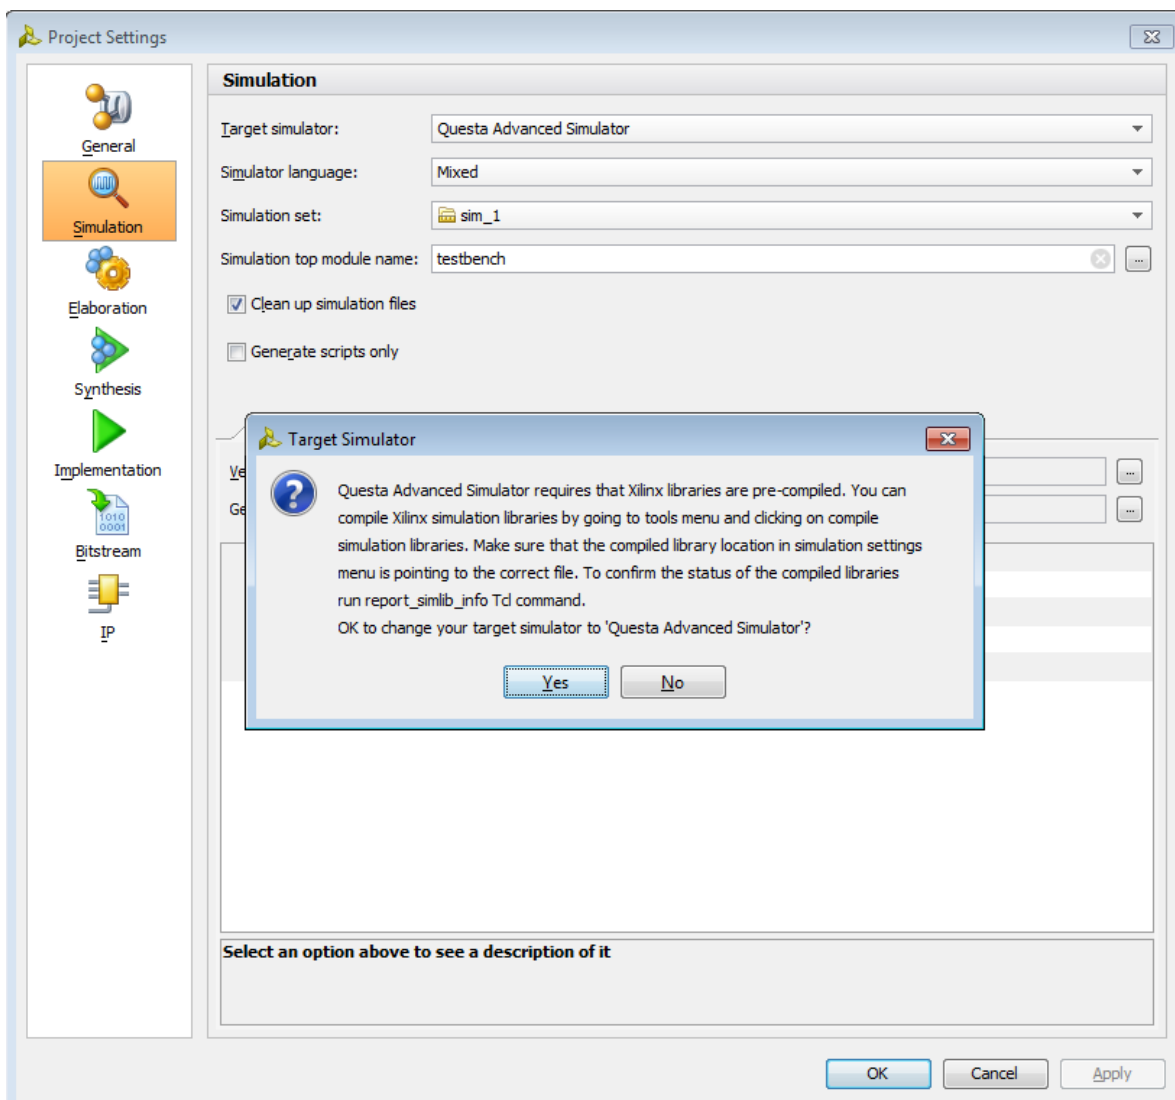 Project Settings
General
Simulation
Elaboration
Synthesis
Implementation
1010
0001
Bitstream
IP
Simulation
Target simulator: Questa Advanced Simulator
Simulator language: Mixed
Simulation set: sim_1
Simulation top module name: testbench ...
Clean up simulation files
Generate scripts only
Ve ...
Ge ...
Target Simulator
Questa Advanced Simulator requires that Xilinx libraries are pre-compiled. You can
compile Xilinx simulation libraries by going to tools menu and clicking on compile
simulation libraries. Make sure that the compiled library location in simulation settings
menu is pointing to the correct file. To confirm the status of the compiled libraries
run report_simlib_info Tcl command.
OK to change your target simulator to 'Questa Advanced Simulator'?
Yes No
Select an option above to see a description of it
OK Cancel Apply